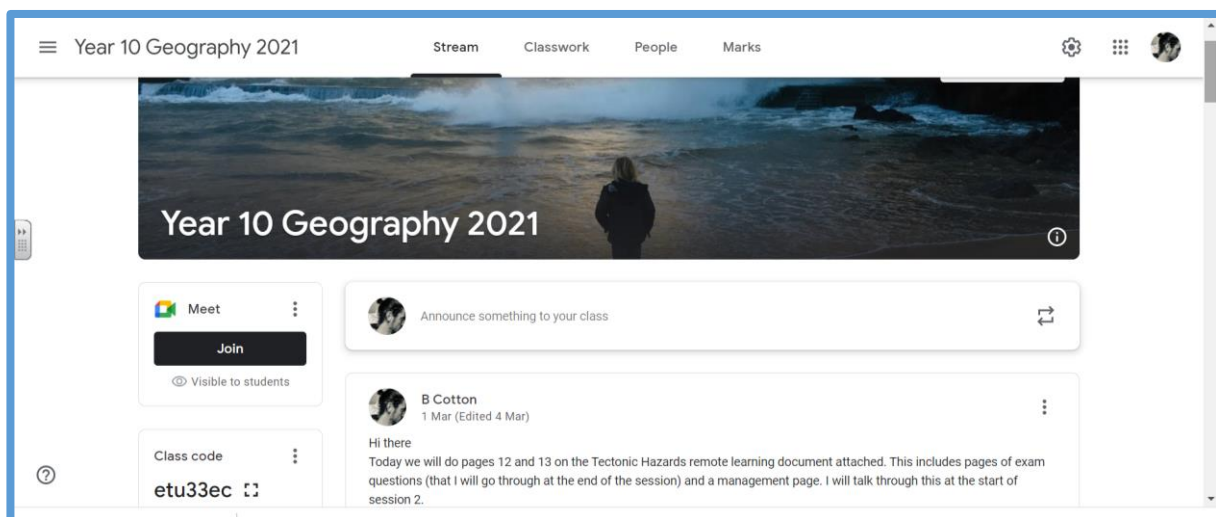 Year 10 Geography 2021
Stream
Classwork
People
Marks
Year 10 Geography 2021
Meet
Join
Visible to students
Class code
etu33ec
Announce something to your class
B Cotton
1 Mar (Edited 4 Mar)
Hi there
Today we will do pages 12 and 13 on the Tectonic Hazards remote learning document attached. This includes pages of exam
questions (that I will go through at the end of the session) and a management page. I will talk through this at the start of
session 2.